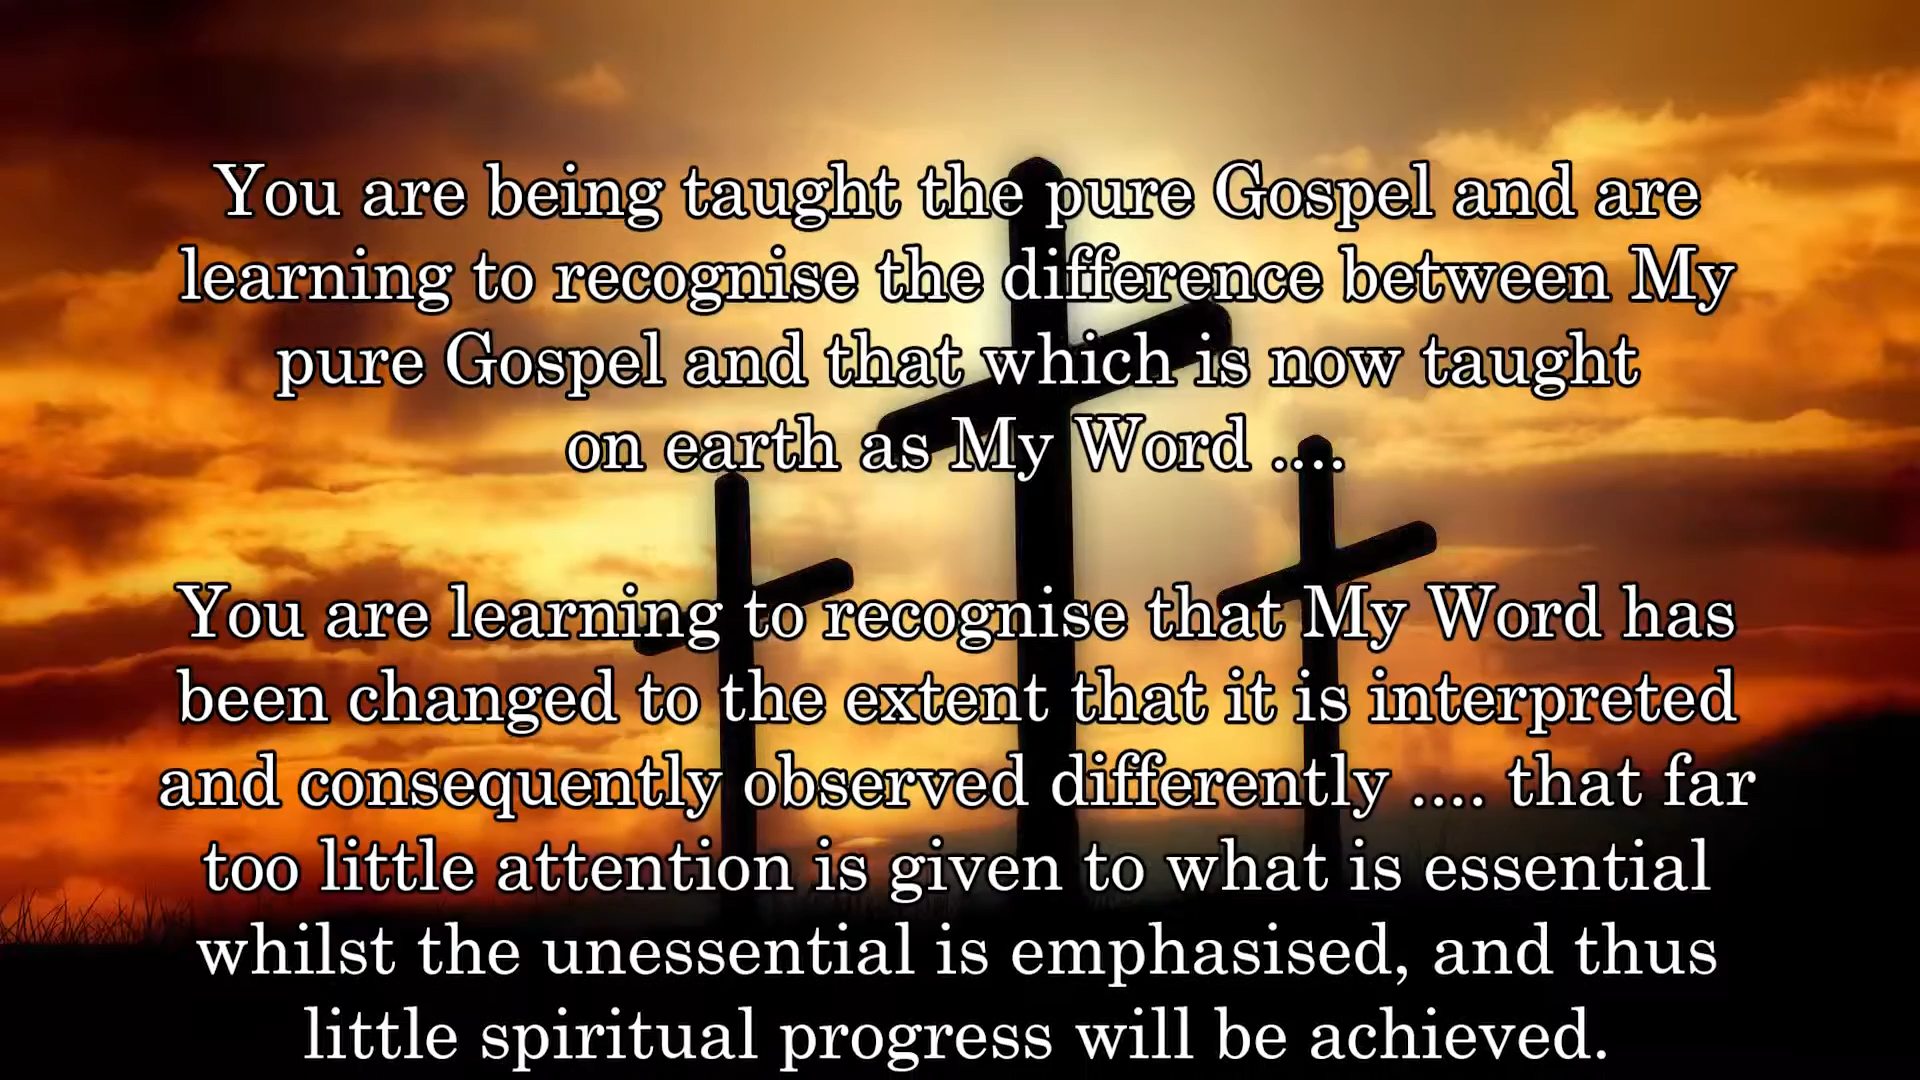 You are being taught the pure Gospel and are
learning to recognise the difference between My
pure Gospel and that which is now taught
on earth as My Word ....
You are learning to recognise that My Word has
been changed to the extent that it is interpreted
and consequently observed differently .... that far
too little attention is given to what is essential
whilst the unessential is emphasised, and thus
little spiritual progress will be achieved.